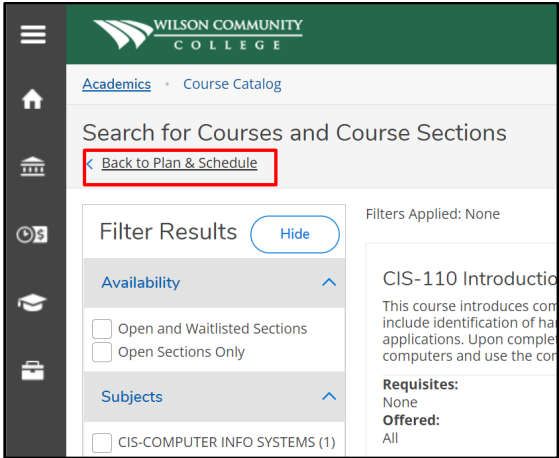 WILSON COMMUNITY
COLLEGE
Academics • Course Catalog
Search for Courses and Course Sections
< Back to Plan & Schedule
Filter Results Hide
Filters Applied: None
Availability
Open and Waitlisted Sections
Open Sections Only
Subjects
CIS-COMPUTER INFO SYSTEMS (1)
CIS-110 Introductio
This course introduces com
include identification of ha
applications. Upon complet
computers and use the cor
Requisites:
None
Offered:
All